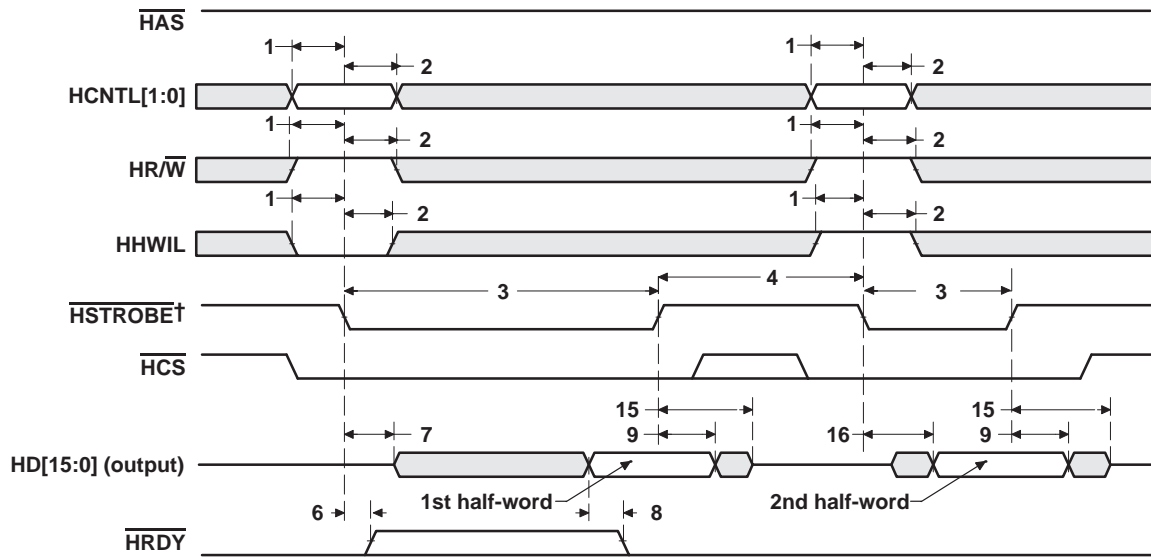 HAS
1
1
2
2
HCNTL[1:0]
1
1
2
2
HR/W
1
1
2
2
HHWIL
4
3
3
HSTROBE†
HCS
15
15
7
9
16
9
HD[15:0] (output)
1st half-word
2nd half-word
6
8
HRDY